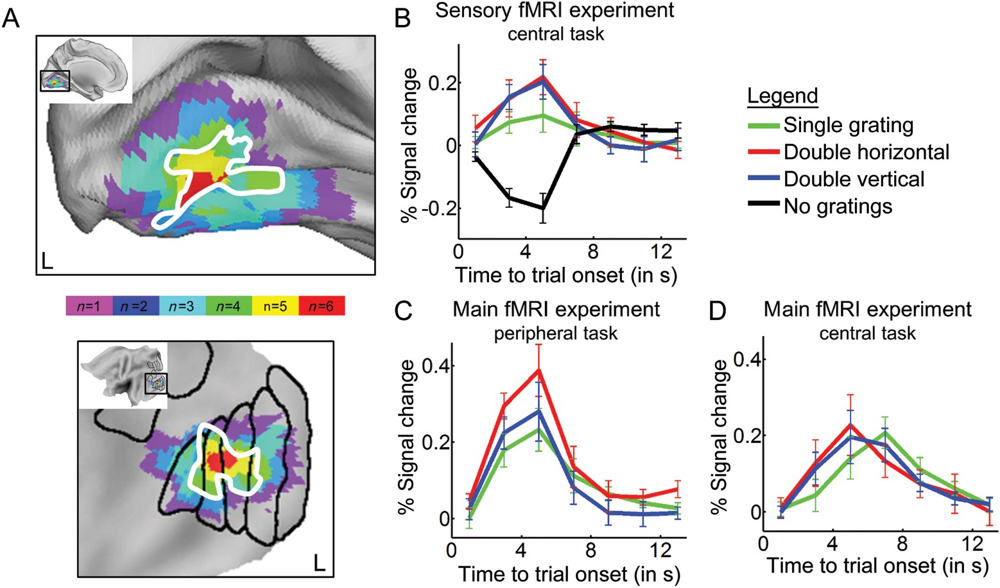 A
L
n=1 n=2 n=3 n=4 n=5 n=6
L
B
Sensory fMRI experiment
central task
% Signal change
0.2
0
-0.2
0 4 8 12
Time to trial onset (in s)
Legend
Single grating
Double horizontal
Double vertical
No gratings
C
Main fMRI experiment
peripheral task
% Signal change
0.4
0.2
0
0 4 8 12
Time to trial onset (in s)
D
Main fMRI experiment
central task
% Signal change
0.4
0.2
0
0 4 8 12
Time to trial onset (in s)